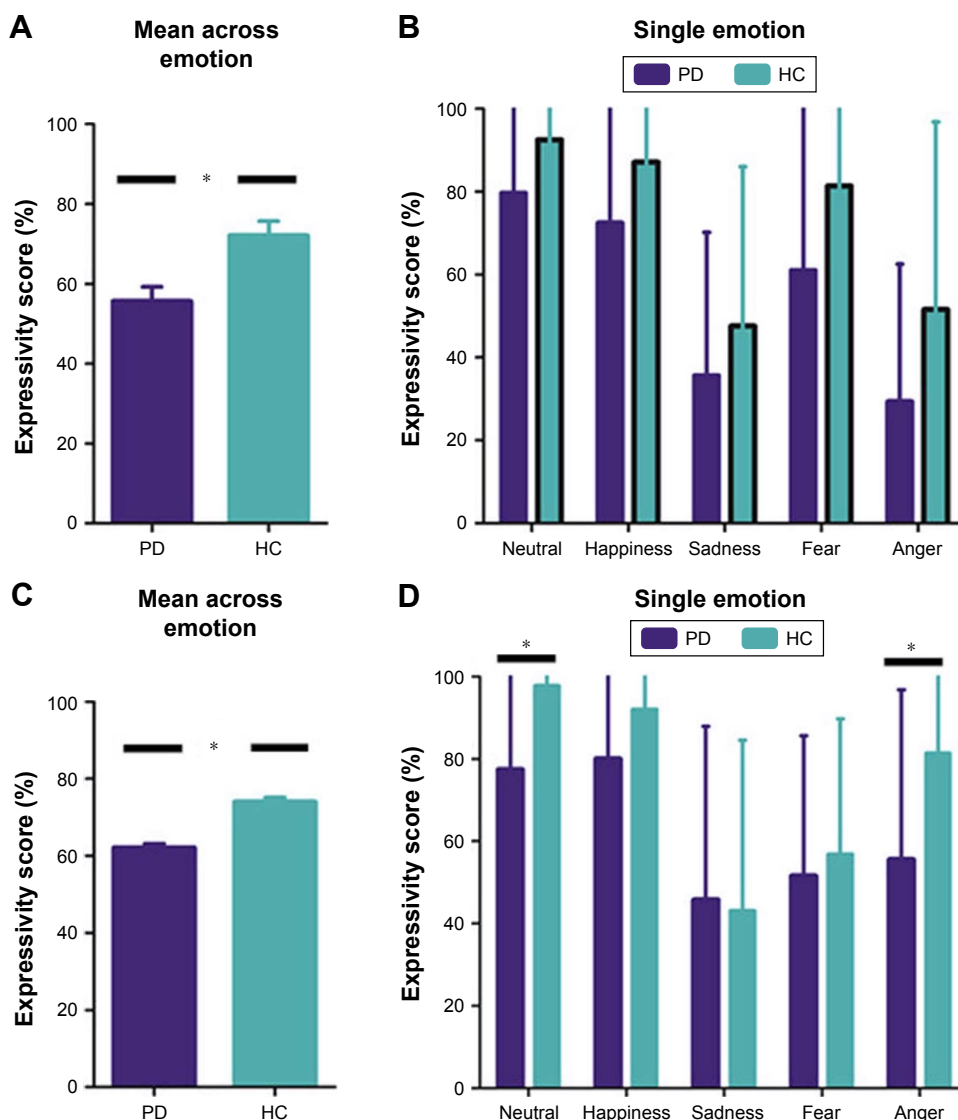 A
Mean across
emotion
Expressivity score (%)
100
80
60
40
20
0
*
PD
HC
B
Single emotion
PD
HC
Expressivity score (%)
100
80
60
40
20
0
Neutral
Happiness
Sadness
Fear
Anger
C
Mean across
emotion
Expressivity score (%)
100
80
60
40
20
0
*
PD
HC
D
Single emotion
PD
HC
Expressivity score (%)
100
80
60
40
20
0
*
*
Neutral
Happiness
Sadness
Fear
Anger